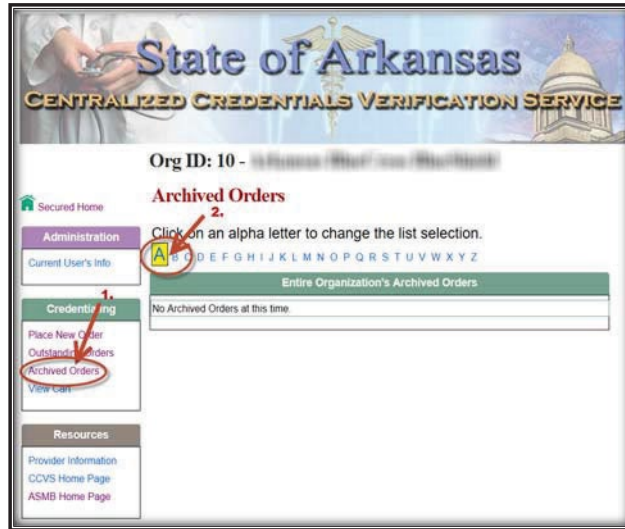 State of Arkansas
CENTRALIZED CREDENTIALS VERIFICATION SERVICE
Org ID: 10 -
Secured Home
Archived Orders
2.
Click on an alpha letter to change the list selection.
A B C D E F G H I J K L M N O P Q R S T U V W X Y Z
Administration
Current User's Info
Entire Organization's Archived Orders
No Archived Orders at this time.
1.
Credentialing
Place New Order
Outstanding Orders
Archived Orders
View Cart
Resources
Provider Information
CCVS Home Page
ASMB Home Page